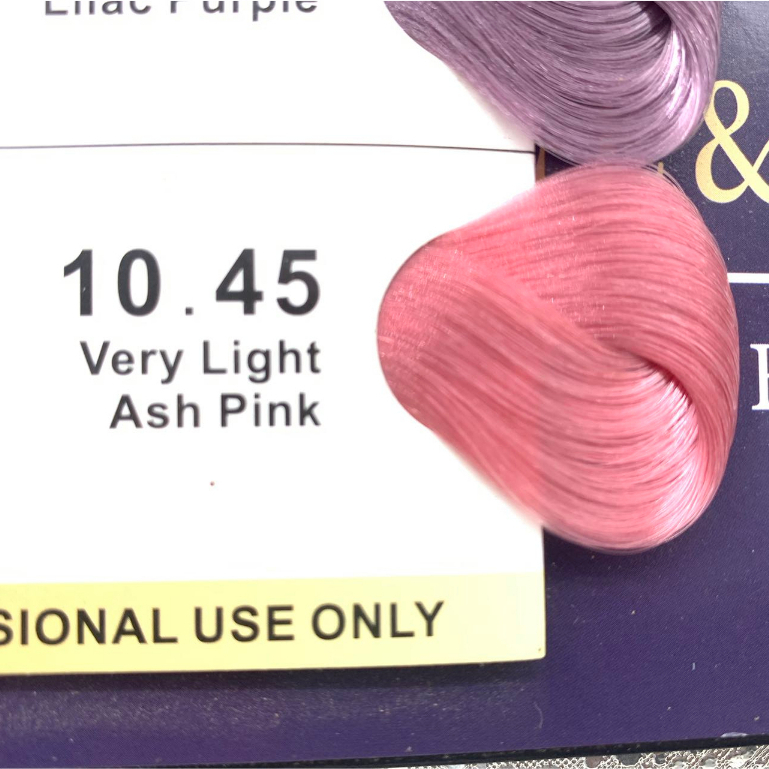 Lilac Purple
&
10.45
Very Light
Ash Pink
SIONAL USE ONLY